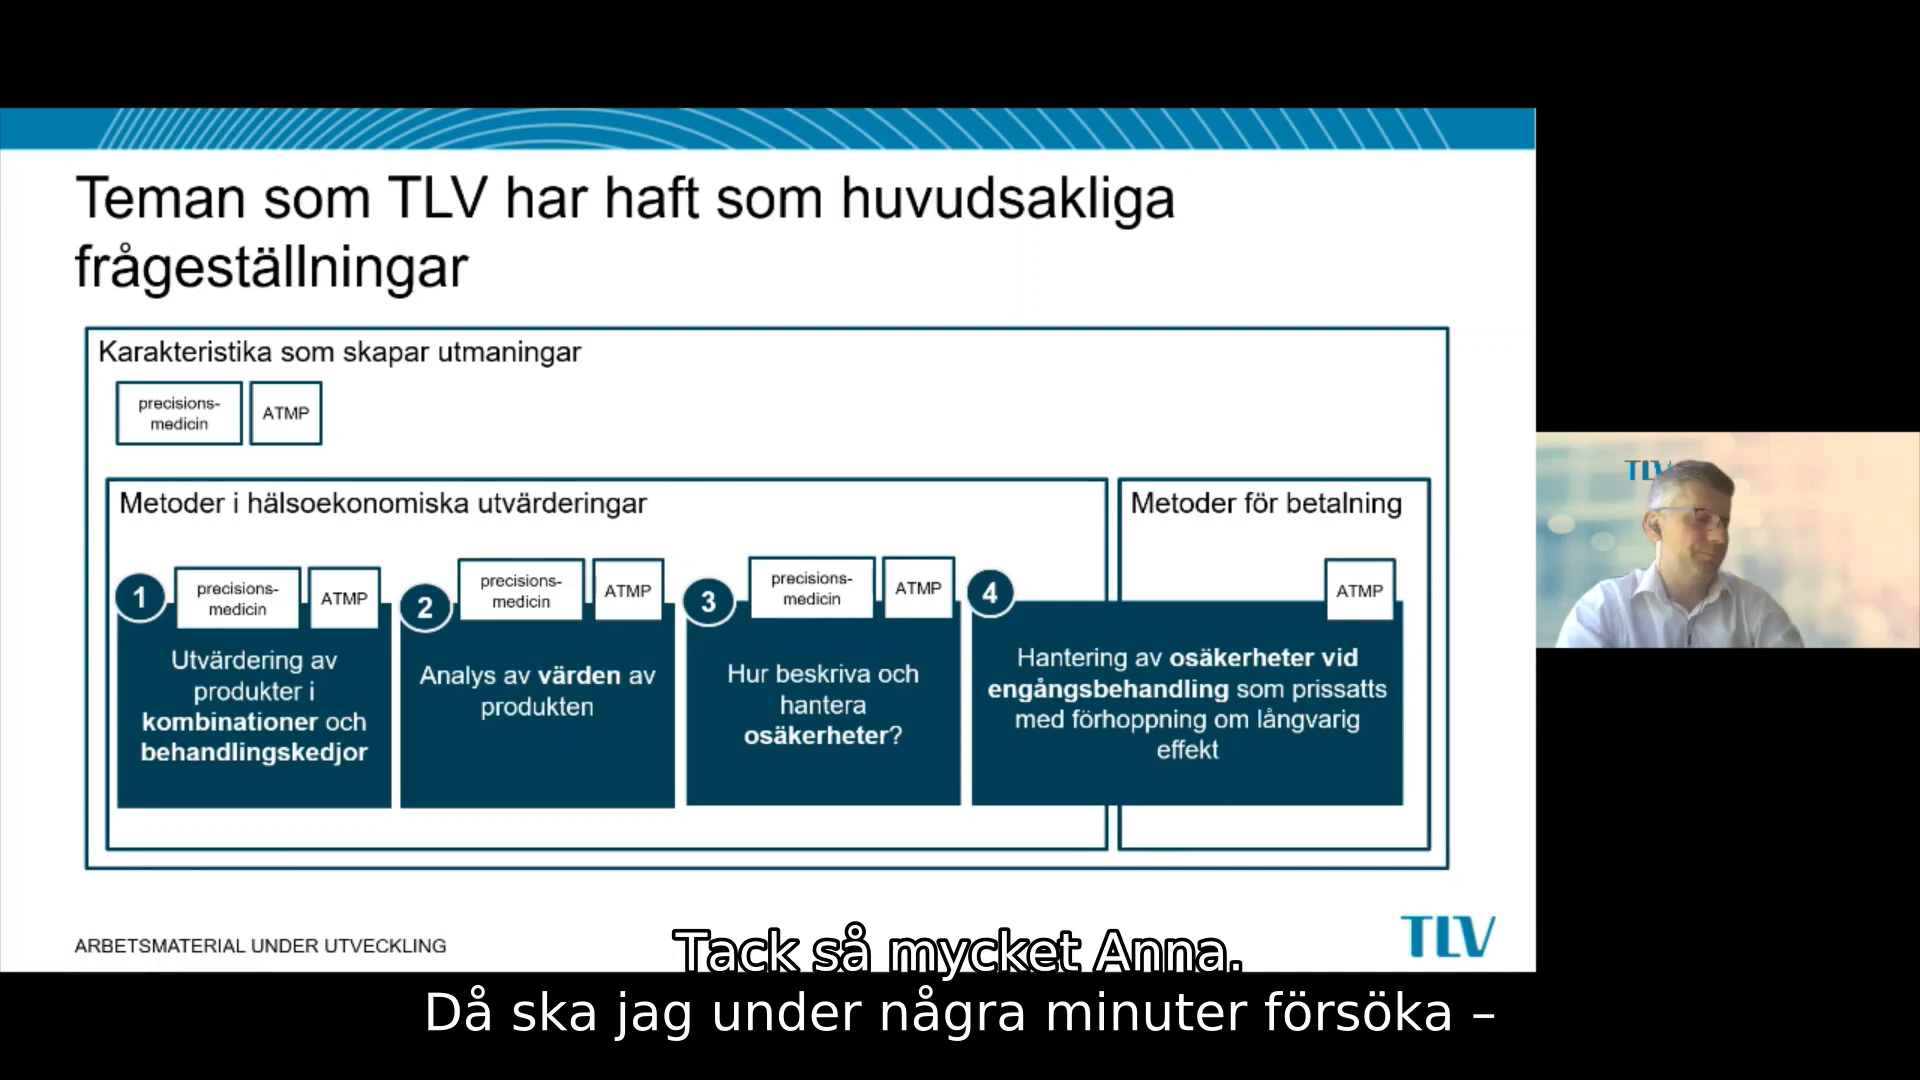 Teman som TLV har haft som huvudsakliga
frågeställningar
Karakteristika som skapar utmaningar
precisions-
medicin
ATMP
Metoder i hälsoekonomiska utvärderingar
Metoder för betalning
1
precisions-
medicin
ATMP
Utvärdering av
produkter i
kombinationer och
behandlingskedjor
2
precisions-
medicin
ATMP
Analys av värden av
produkten
3
precisions-
medicin
ATMP
Hur beskriva och
hantera
osäkerheter?
4
ATMP
Hantering av osäkerheter vid
engångsbehandling som prissatts
med förhoppning om långvarig
effekt
TLV
ARBETSMATERIAL UNDER UTVECKLING
TLV
Tack så mycket Anna.
Då ska jag under några minuter försöka –